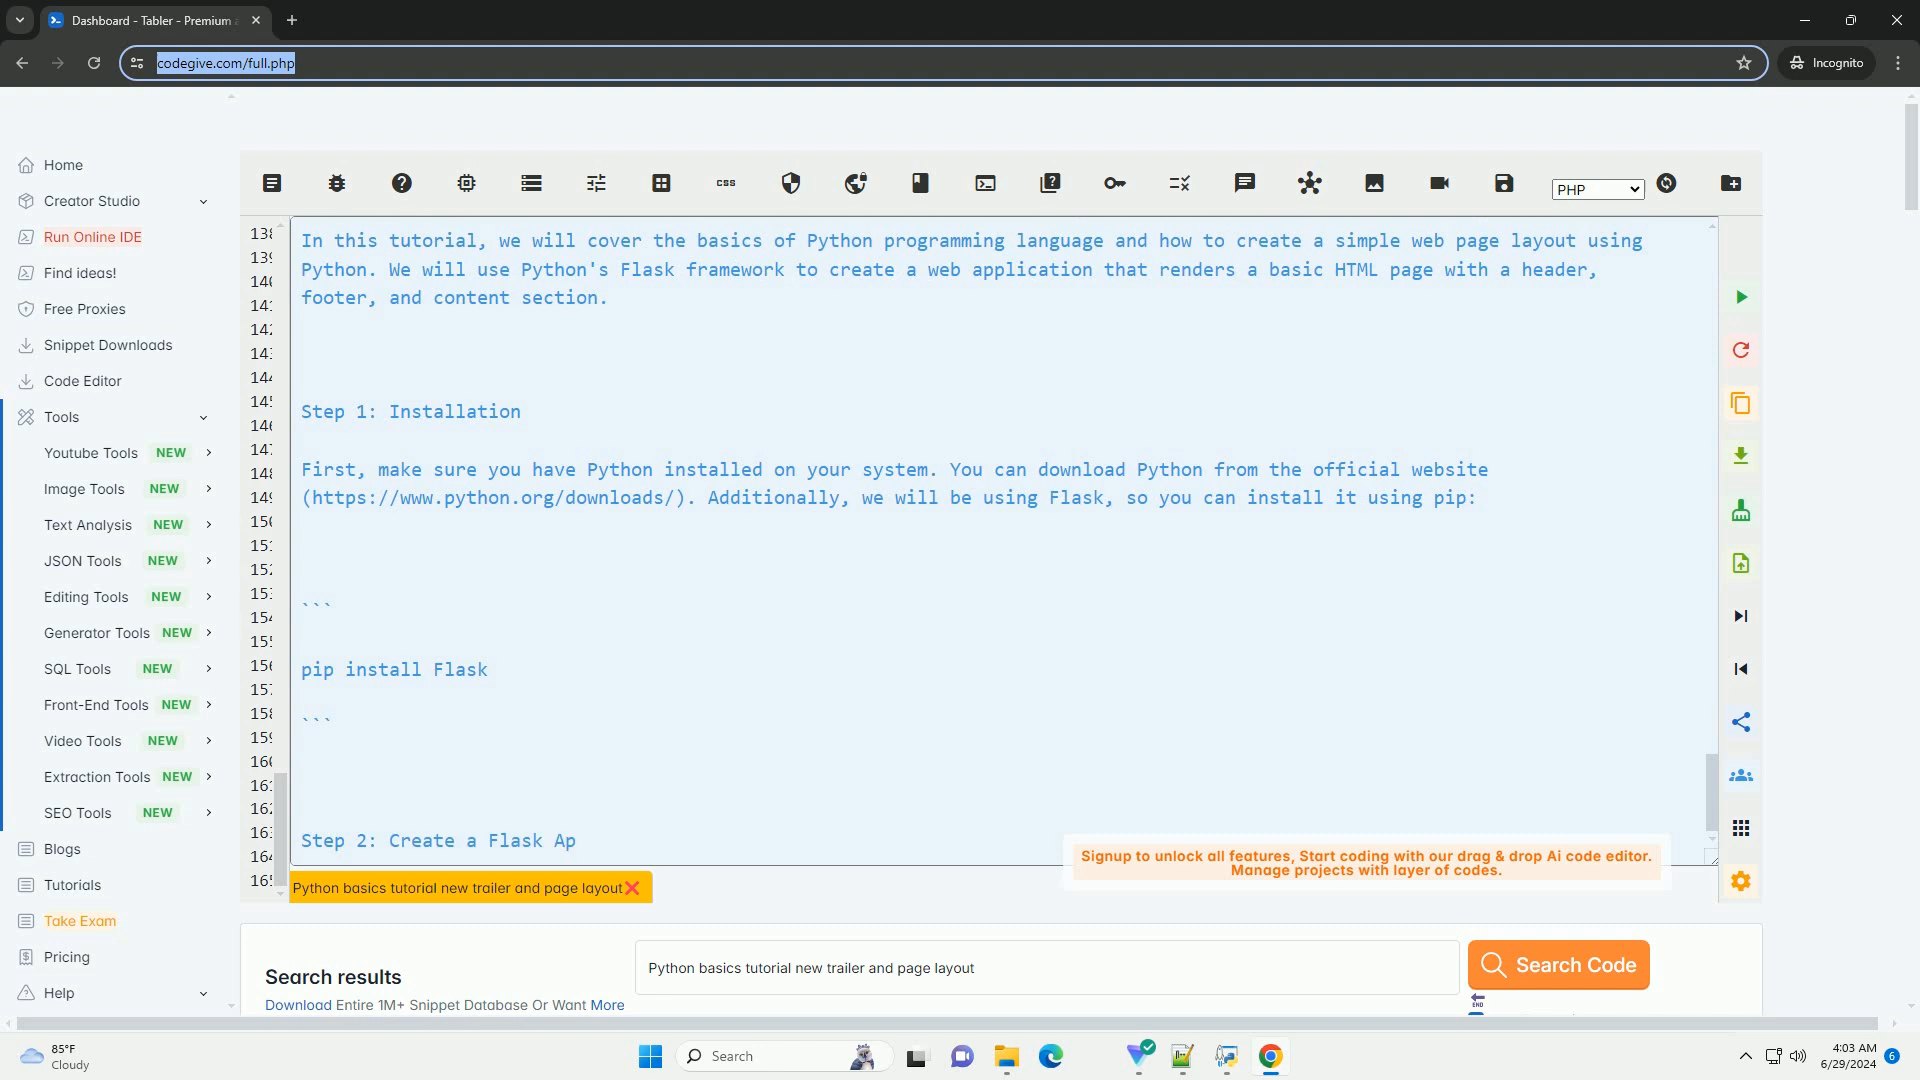 Dashboard - Tabler - Premium
codegive.com/full.php
Incognito
Home
Creator Studio
Run Online IDE
Find ideas!
Free Proxies
Snippet Downloads
Code Editor
Tools
Youtube Tools NEW
Image Tools NEW
Text Analysis NEW
JSON Tools NEW
Editing Tools NEW
Generator Tools NEW
SQL Tools NEW
Front-End Tools NEW
Video Tools NEW
Extraction Tools NEW
SEO Tools NEW
Blogs
Tutorials
Take Exam
Pricing
Help
css
PHP
In this tutorial, we will cover the basics of Python programming language and how to create a simple web page layout using
Python. We will use Python's Flask framework to create a web application that renders a basic HTML page with a header,
footer, and content section.
Step 1: Installation
First, make sure you have Python installed on your system. You can download Python from the official website
(https://www.python.org/downloads/). Additionally, we will be using Flask, so you can install it using pip:
```
pip install Flask
```
Step 2: Create a Flask Ap
Signup to unlock all features, Start coding with our drag & drop Ai code editor.
Manage projects with layer of codes.
Python basics tutorial new trailer and page layout
Search results
Download Entire 1M+ Snippet Database Or Want More
Python basics tutorial new trailer and page layout
Search Code
END
85°F
Cloudy
Search
4:03 AM
6/29/2024
6